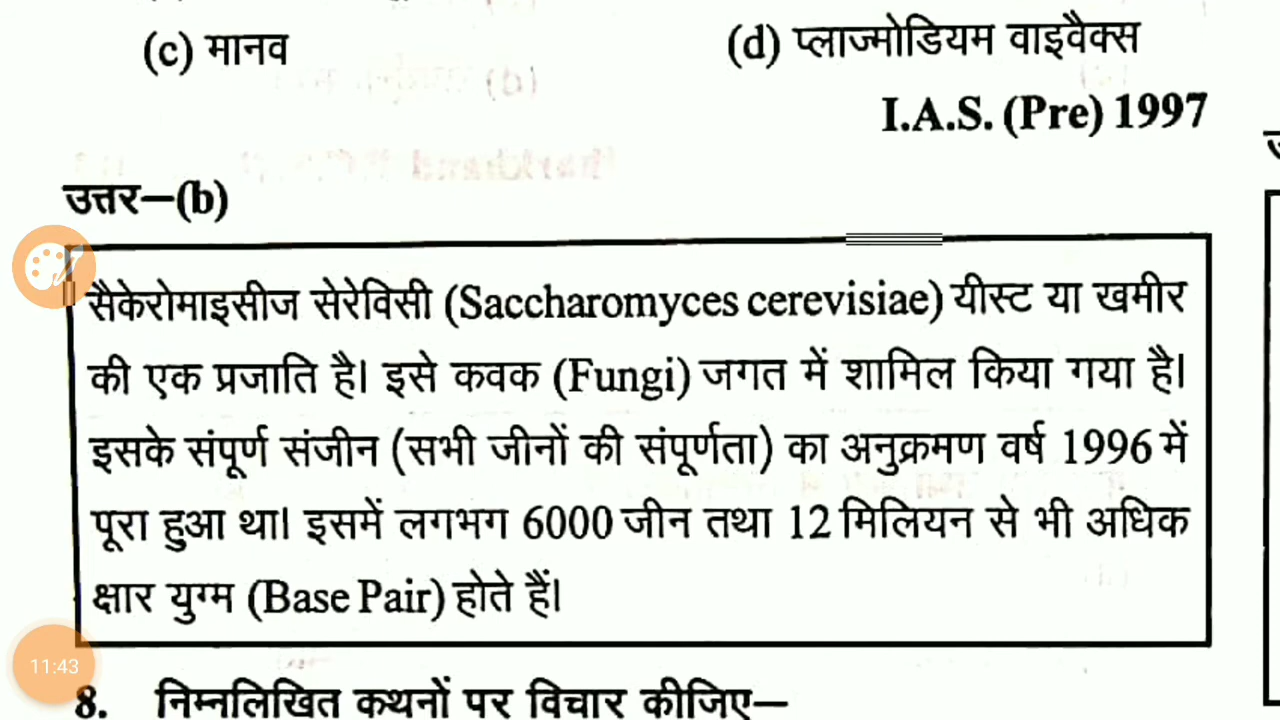 (c) मानव (d) प्लाज्मोडियम वाइवैक्स
I.A.S. (Pre) 1997
उत्तर–(b)
सैकेरोमाइसीज सेरेविसी (Saccharomyces cerevisiae) यीस्ट या खमीर
की एक प्रजाति है। इसे कवक (Fungi) जगत में शामिल किया गया है।
इसके संपूर्ण संजीन (सभी जीनों की संपूर्णता) का अनुक्रमण वर्ष 1996 में
पूरा हुआ था। इसमें लगभग 6000 जीन तथा 12 मिलियन से भी अधिक
क्षार युग्म (Base Pair) होते हैं।
11:43
8. निम्नलिखित कथनों पर विचार कीजिए–